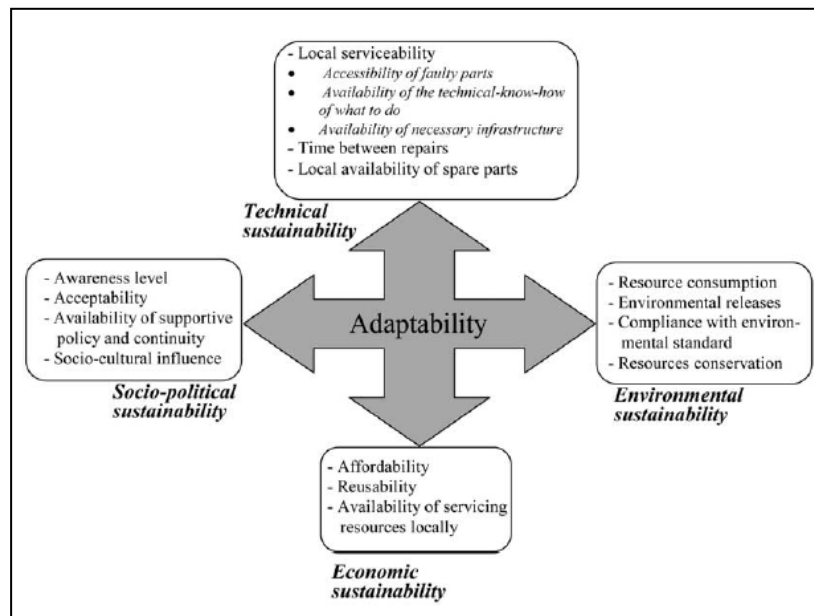 - Local serviceability
• Accessibility of faulty parts
• Availability of the technical-know-how
of what to do
• Availability of necessary infrastructure
- Time between repairs
- Local availability of spare parts
Technical
sustainability
- Awareness level
- Acceptability
- Availability of supportive
policy and continuity
- Socio-cultural influence
Socio-political
sustainability
Adaptability
- Resource consumption
- Environmental releases
- Compliance with environ-
mental standard
- Resources conservation
Environmental
sustainability
- Affordability
- Reusability
- Availability of servicing
resources locally
Economic
sustainability